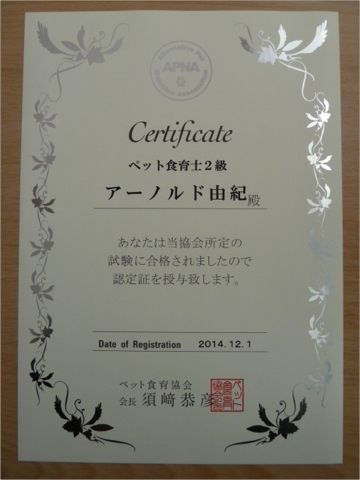 APNA
Certificate
ペット食育士2級
アーノルド由紀殿
あなたは当協会所定の
試験に合格されましたので
認定証を授与致します。
Date of Registration 2014.12.1
ペット食育協会
会長 須﨑恭彦